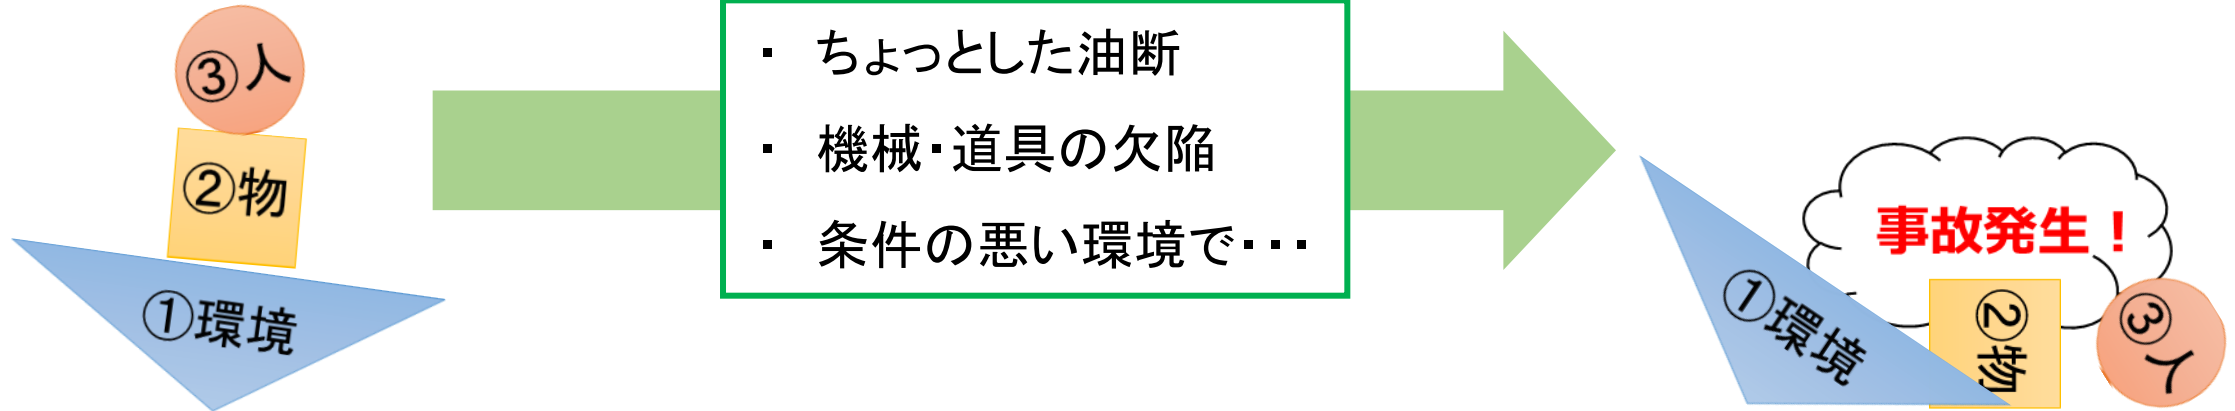 ③人
②物
①環境
・ ちょっとした油断
・ 機械・道具の欠陥
・ 条件の悪い環境で・・・
事故発生！
①環境
②物
③人